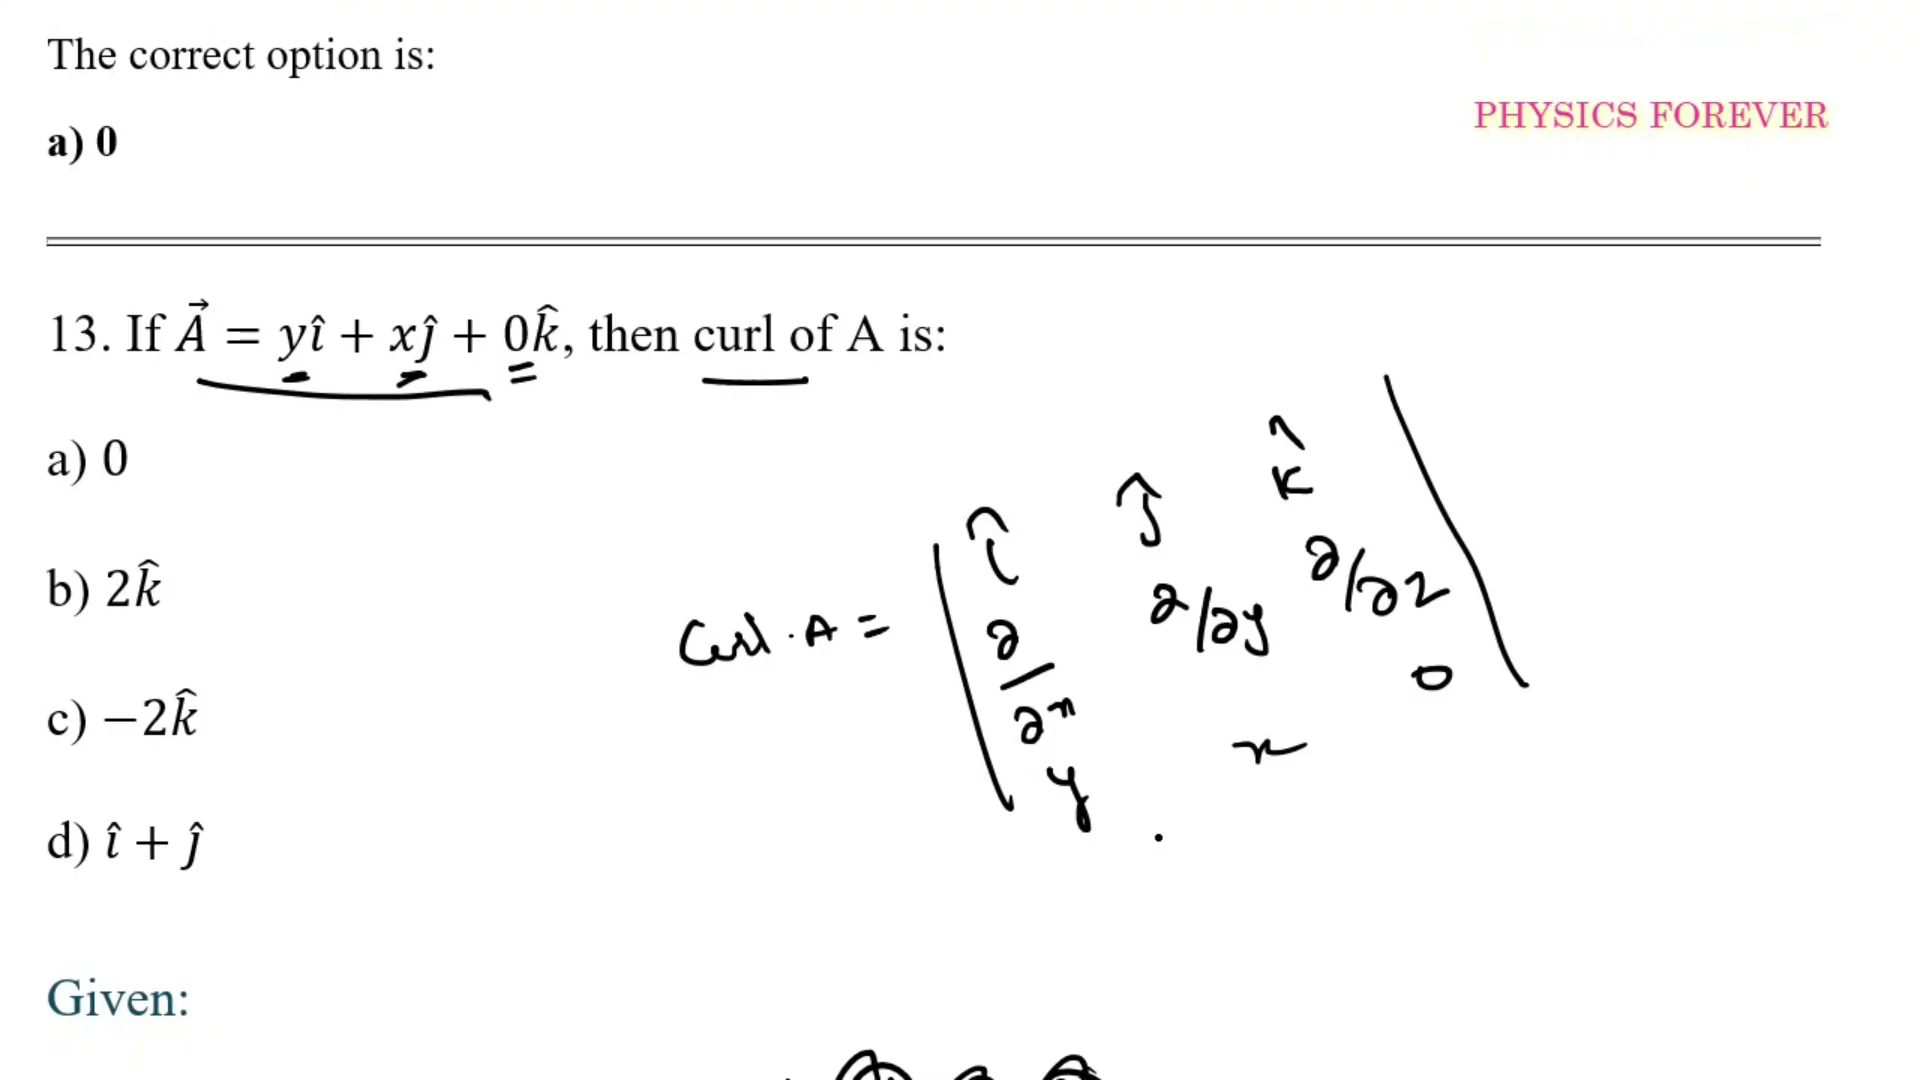 The correct option is:
PHYSICS FOREVER
a) 0
13. If A⃗ = yî + xĵ + 0k̂, then curl of A is:
a) 0
b) 2k̂
c) −2k̂
d) î + ĵ
î ĵ k̂
Curl . A = ∂/∂x ∂/∂y ∂/∂z
y x 0
Given: